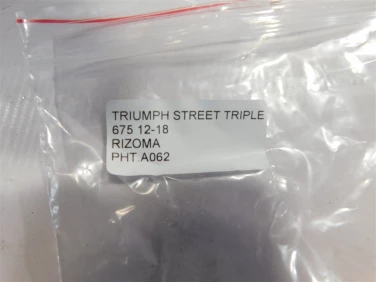 TRIUMPH STREET TRIPLE
675 12-18
RIZOMA
PHT A062